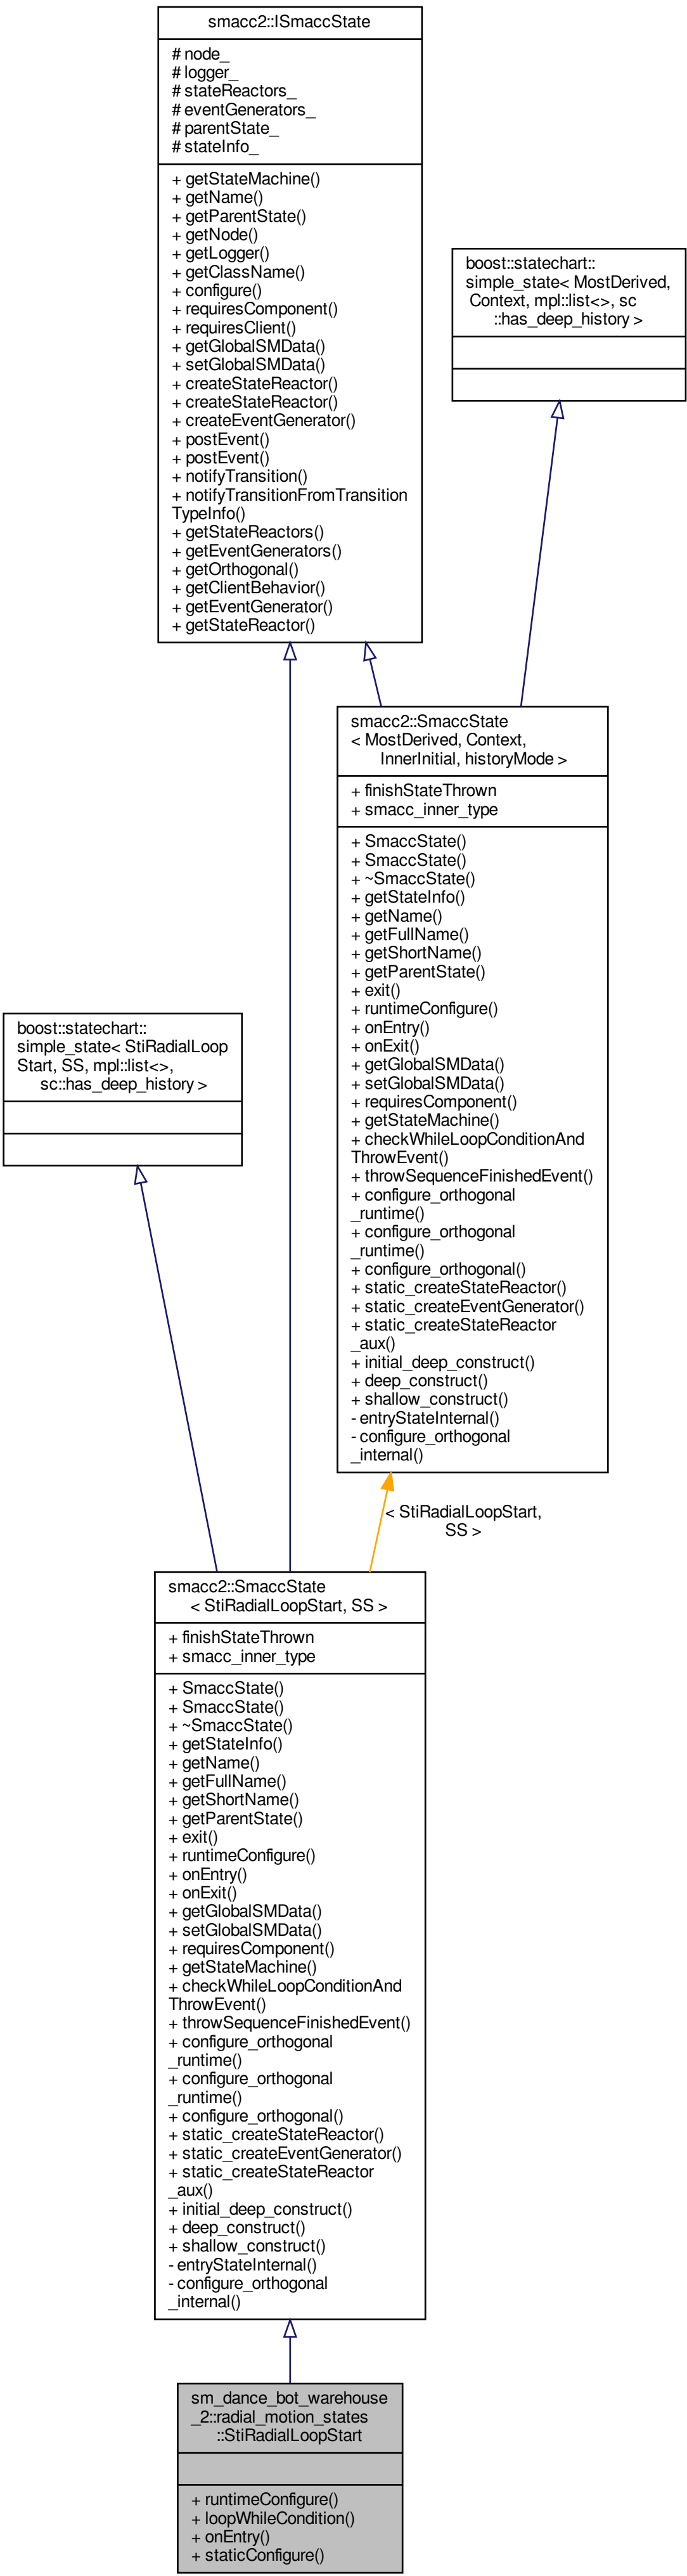 smacc2::ISmaccState
# node_
# logger_
# stateReactors_
# eventGenerators_
# parentState_
# stateInfo_
+ getStateMachine()
+ getName()
+ getParentState()
+ getNode()
+ getLogger()
+ getClassName()
+ configure()
+ requiresComponent()
+ requiresClient()
+ getGlobalSMData()
+ setGlobalSMData()
+ createStateReactor()
+ createStateReactor()
+ createEventGenerator()
+ postEvent()
+ postEvent()
+ notifyTransition()
+ notifyTransitionFromTransition
TypeInfo()
+ getStateReactors()
+ getEventGenerators()
+ getOrthogonal()
+ getClientBehavior()
+ getEventGenerator()
+ getStateReactor()
boost::statechart::
simple_state< MostDerived,
Context, mpl::list<>, sc
::has_deep_history >
smacc2::SmaccState
< MostDerived, Context,
InnerInitial, historyMode >
+ finishStateThrown
+ smacc_inner_type
+ SmaccState()
+ SmaccState()
+ ~SmaccState()
+ getStateInfo()
+ getName()
+ getFullName()
+ getShortName()
+ getParentState()
+ exit()
+ runtimeConfigure()
+ onEntry()
+ onExit()
+ getGlobalSMData()
+ setGlobalSMData()
+ requiresComponent()
+ getStateMachine()
+ checkWhileLoopConditionAnd
ThrowEvent()
+ throwSequenceFinishedEvent()
+ configure_orthogonal
_runtime()
+ configure_orthogonal
_runtime()
+ configure_orthogonal()
+ static_createStateReactor()
+ static_createEventGenerator()
+ static_createStateReactor
_aux()
+ initial_deep_construct()
+ deep_construct()
+ shallow_construct()
- entryStateInternal()
- configure_orthogonal
_internal()
boost::statechart::
simple_state< StiRadialLoop
Start, SS, mpl::list<>,
sc::has_deep_history >
< StiRadialLoopStart,
SS >
smacc2::SmaccState
< StiRadialLoopStart, SS >
+ finishStateThrown
+ smacc_inner_type
+ SmaccState()
+ SmaccState()
+ ~SmaccState()
+ getStateInfo()
+ getName()
+ getFullName()
+ getShortName()
+ getParentState()
+ exit()
+ runtimeConfigure()
+ onEntry()
+ onExit()
+ getGlobalSMData()
+ setGlobalSMData()
+ requiresComponent()
+ getStateMachine()
+ checkWhileLoopConditionAnd
ThrowEvent()
+ throwSequenceFinishedEvent()
+ configure_orthogonal
_runtime()
+ configure_orthogonal
_runtime()
+ configure_orthogonal()
+ static_createStateReactor()
+ static_createEventGenerator()
+ static_createStateReactor
_aux()
+ initial_deep_construct()
+ deep_construct()
+ shallow_construct()
- entryStateInternal()
- configure_orthogonal
_internal()
sm_dance_bot_warehouse
_2::radial_motion_states
::StiRadialLoopStart
+ runtimeConfigure()
+ loopWhileCondition()
+ onEntry()
+ staticConfigure()